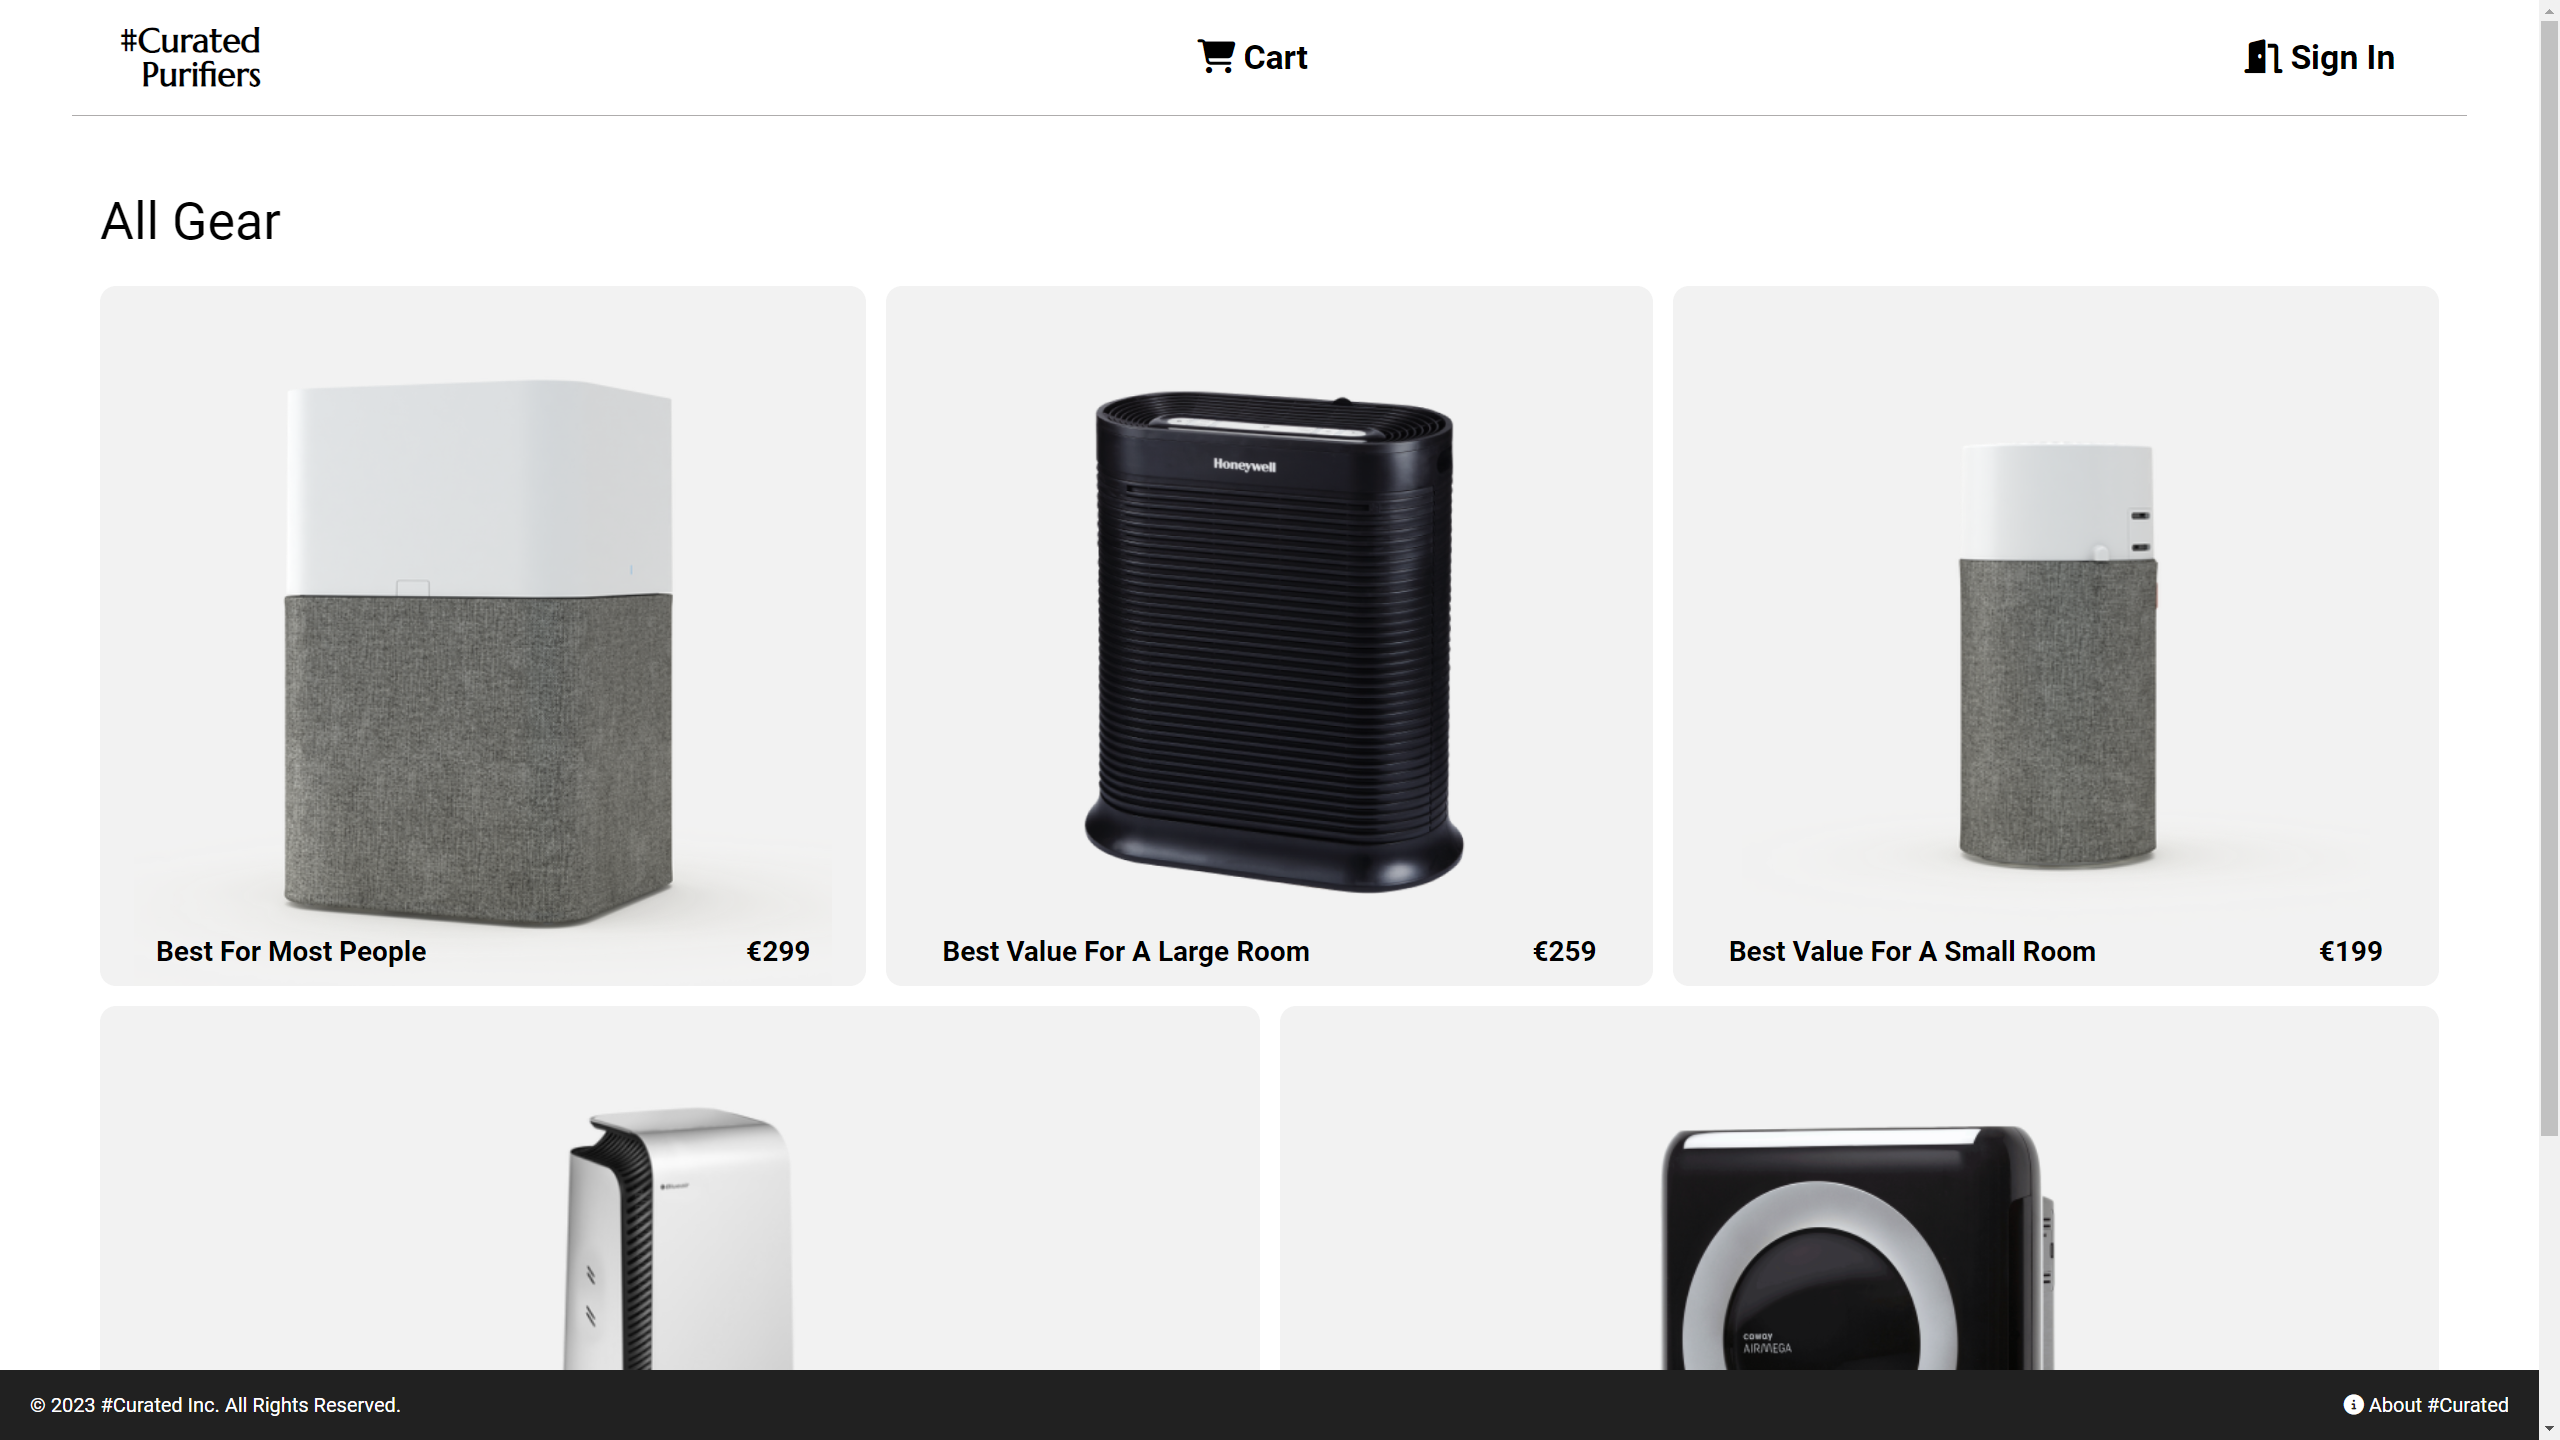 #Curated
Purifiers
Cart
Sign In
All Gear
Honeywell
Best For Most People €299
Best Value For A Large Room €259
Best Value For A Small Room €199
coway
AIRMEGA
© 2023 #Curated Inc. All Rights Reserved.
About #Curated